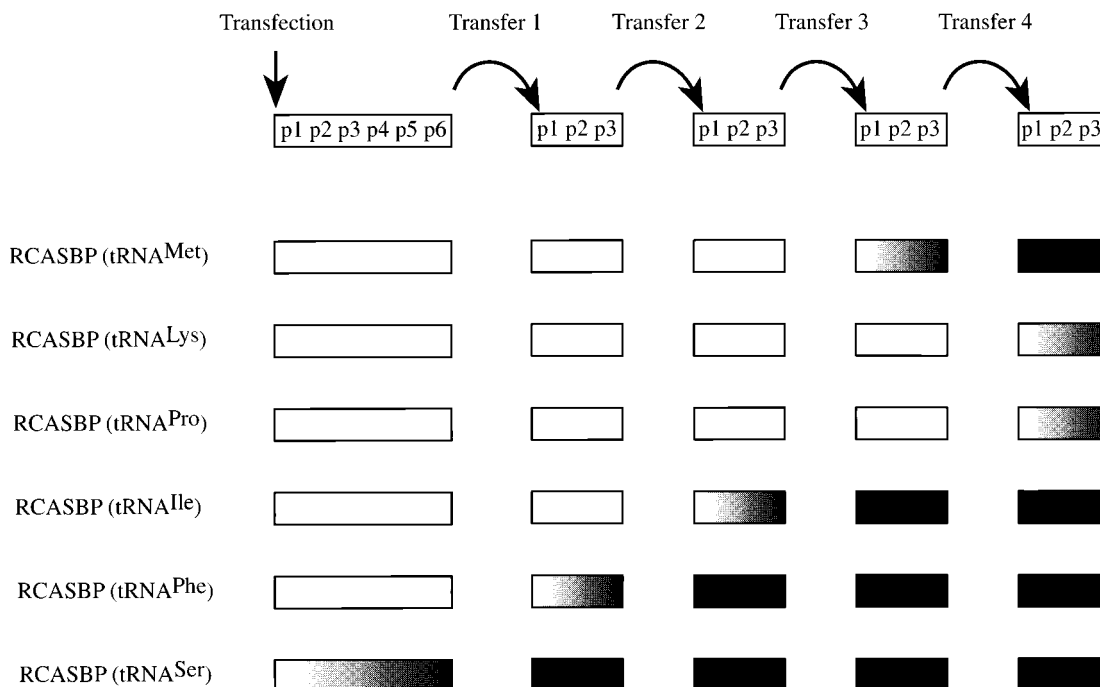 Transfection Transfer 1 Transfer 2 Transfer 3 Transfer 4
p1 p2 p3 p4 p5 p6 p1 p2 p3 p1 p2 p3 p1 p2 p3 p1 p2 p3
RCASBP (tRNAMet)
RCASBP (tRNALys)
RCASBP (tRNAPro)
RCASBP (tRNAIle)
RCASBP (tRNAPhe)
RCASBP (tRNASer)